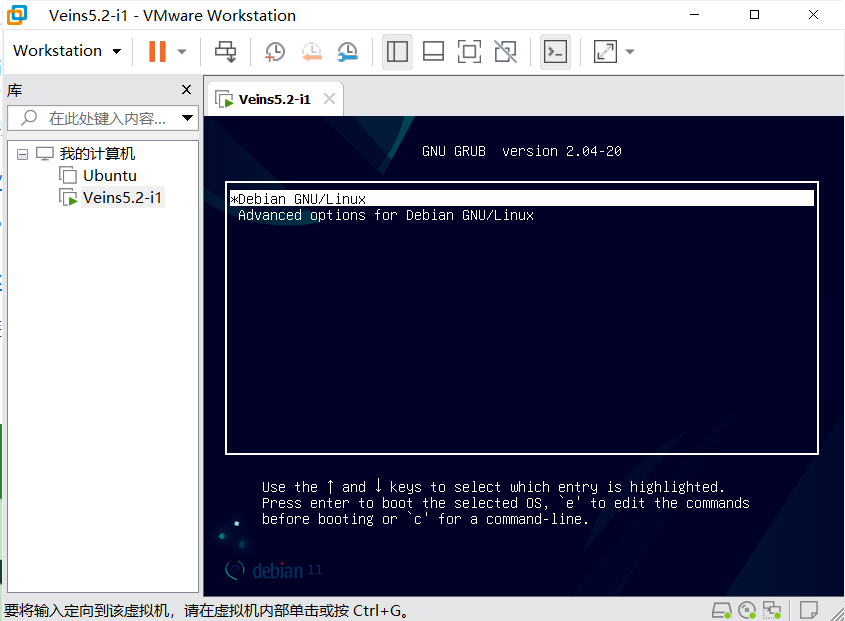 Veins5.2-i1 - VMware Workstation
Workstation
库
Veins5.2-i1
在此处键入内容...
我的计算机
Ubuntu
Veins5.2-i1
GNU GRUB  version 2.04-20
*Debian GNU/Linux
Advanced options for Debian GNU/Linux
Use the ↑ and ↓ keys to select which entry is highlighted.
Press enter to boot the selected OS, `e' to edit the commands
before booting or `c' for a command-line.
debian 11
要将输入定向到该虚拟机，请在虚拟机内部单击或按 Ctrl+G。